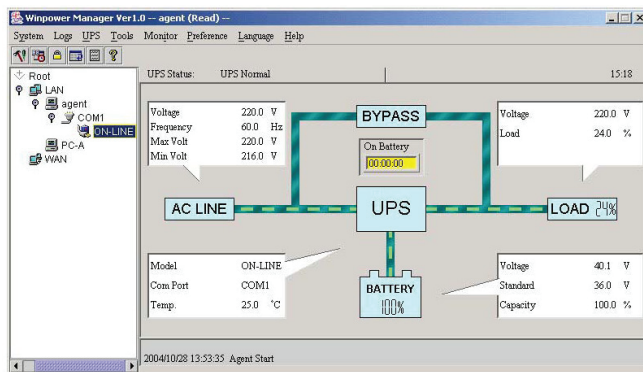 Winpower Manager Ver1.0 -- agent (Read) --
System Logs UPS Tools Monitor Preference Language Help
Root
LAN
agent
COM1
ON-LINE
PC-A
WAN
UPS Status: UPS Normal 15:18
Voltage 220.0 V
Frequency 60.0 Hz
Max Volt 220.0 V
Min Volt 216.0 V
BYPASS
On Battery
00:00:00
Voltage 220.0 V
Load 24.0 %
AC LINE
UPS
LOAD 24%
Model ON-LINE
Com Port COM1
Temp. 25.0 °C
BATTERY
100%
Voltage 40.1 V
Standard 36.0 V
Capacity 100.0 %
2004/10/28 13:53:35 Agent Start